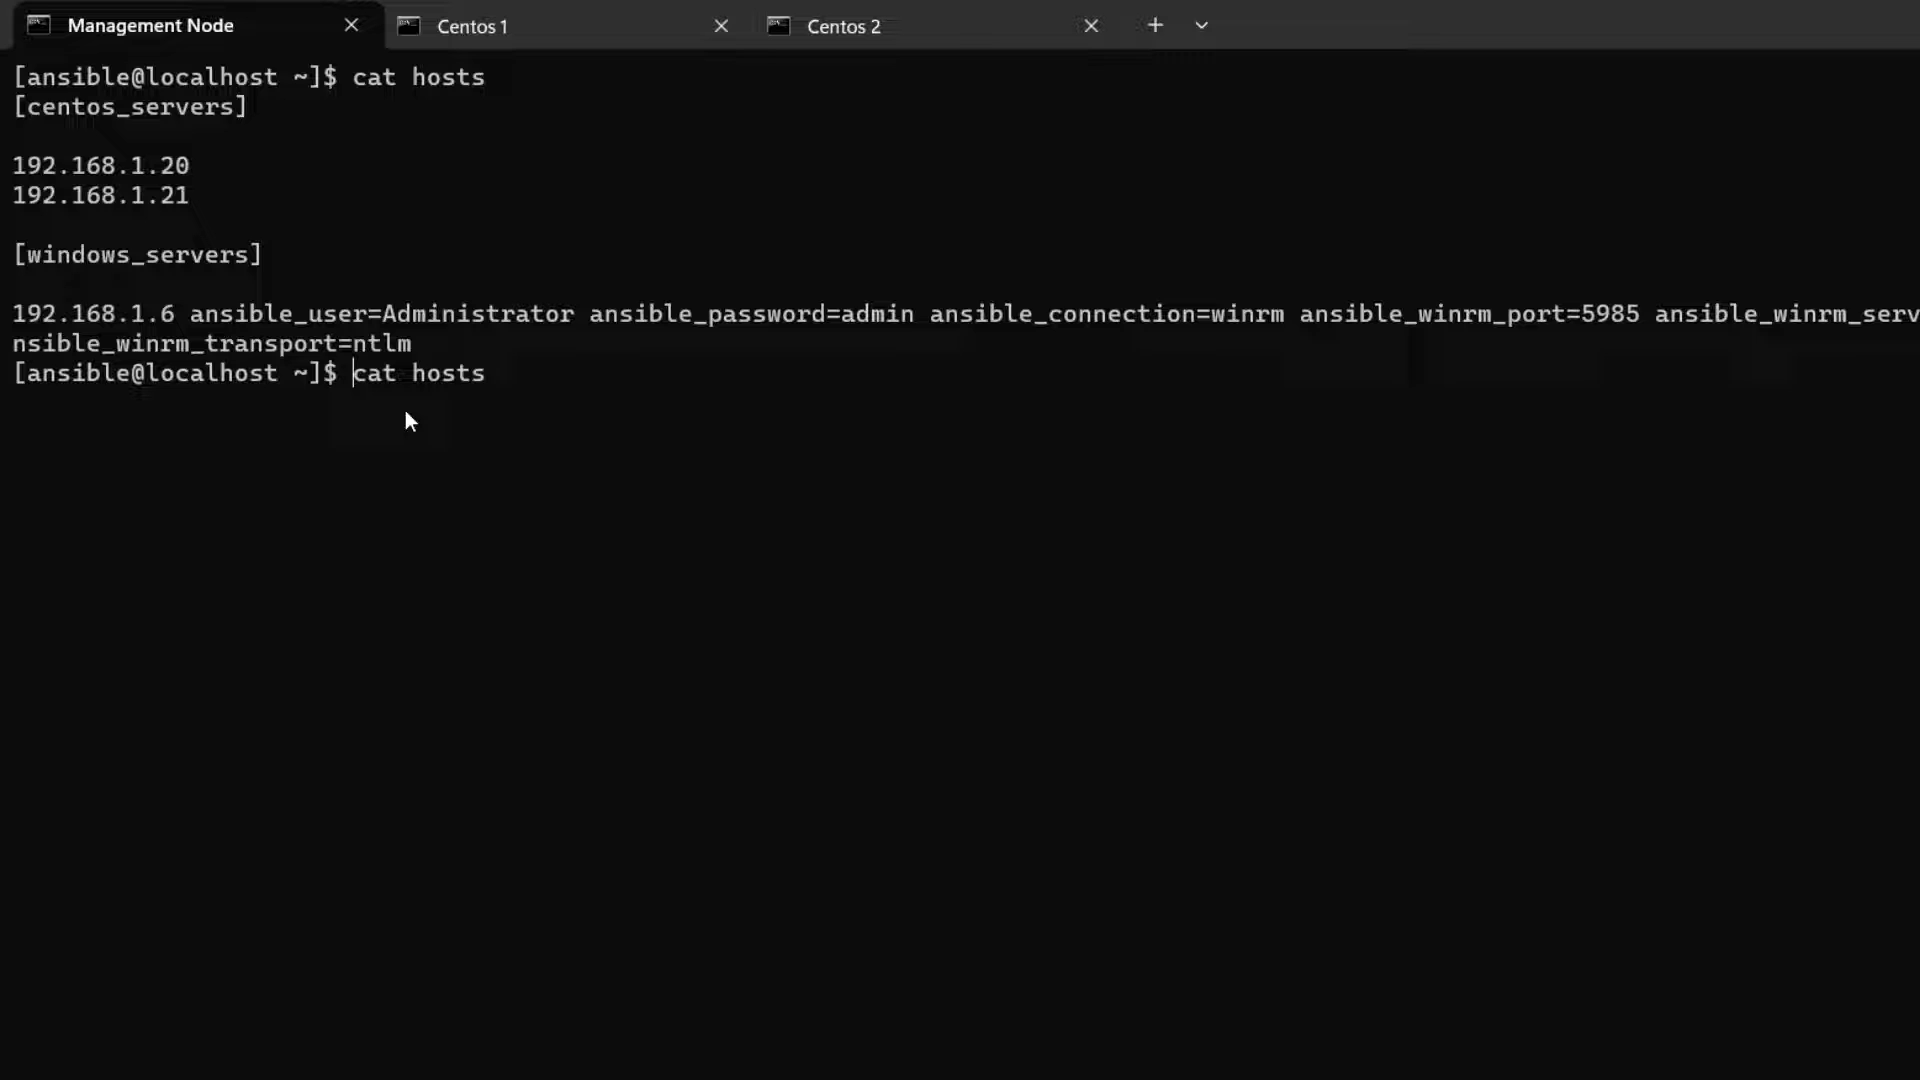 Management Node
Centos 1
Centos 2
[ansible@localhost ~]$ cat hosts
[centos_servers]
192.168.1.20
192.168.1.21
[windows_servers]
192.168.1.6 ansible_user=Administrator ansible_password=admin ansible_connection=winrm ansible_winrm_port=5985 ansible_winrm_serv
nsible_winrm_transport=ntlm
[ansible@localhost ~]$ cat hosts